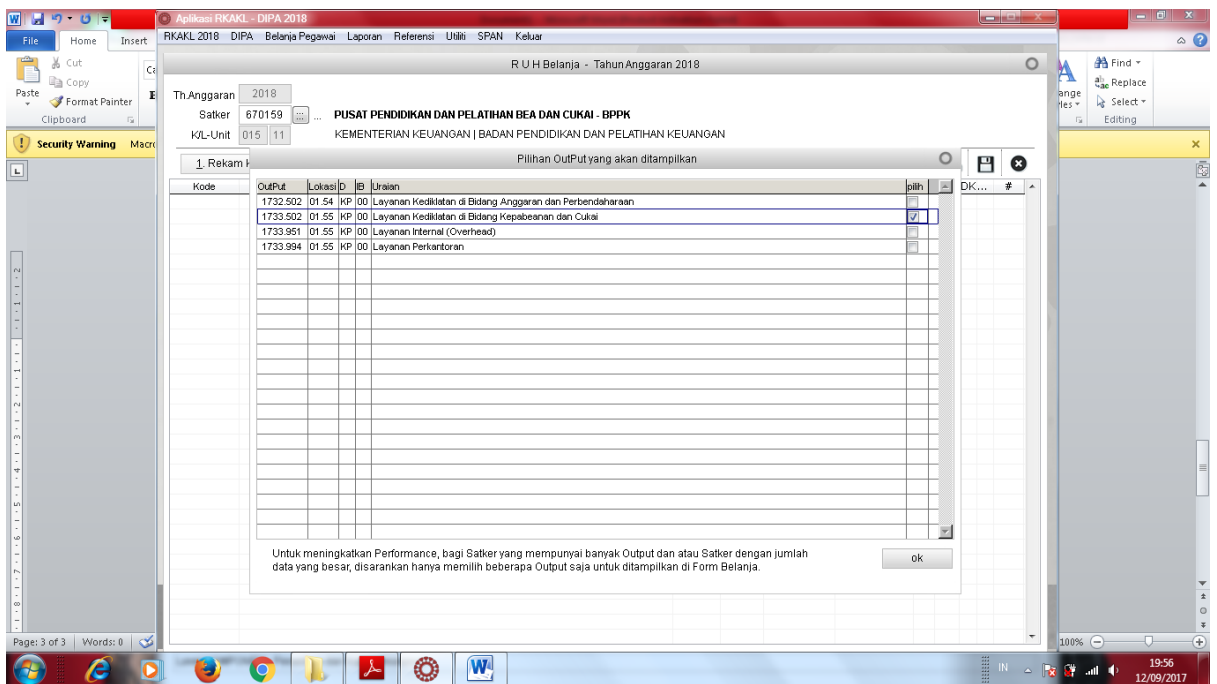 Aplikasi RKAKL - DIPA 2018
File Home Insert
RKAKL 2018 DIPA Belanja Pegawai Laporan Referensi Utiliti SPAN Keluar
Cut
Copy
Paste
Format Painter
Clipboard
Find
Replace
Select
Editing
R U H Belanja - Tahun Anggaran 2018
Th.Anggaran 2018
Satker 670159 ... ... PUSAT PENDIDIKAN DAN PELATIHAN BEA DAN CUKAI - BPPK
K/L-Unit 015 11 KEMENTERIAN KEUANGAN | BADAN PENDIDIKAN DAN PELATIHAN KEUANGAN
Security Warning Macro
1. Rekam
Pilihan OutPut yang akan ditampilkan
Kode
DK... #
OutPut Lokasi D IB Uraian pilih
1732.502 01.54 KP 00 Layanan Kediklatan di Bidang Anggaran dan Perbendaharaan
1733.502 01.55 KP 00 Layanan Kediklatan di Bidang Kepabeanan dan Cukai
1733.951 01.55 KP 00 Layanan Internal (Overhead)
1733.994 01.55 KP 00 Layanan Perkantoran
Untuk meningkatkan Performance, bagi Satker yang mempunyai banyak Output dan atau Satker dengan jumlah
data yang besar, disarankan hanya memilih beberapa Output saja untuk ditampilkan di Form Belanja.
ok
Page: 3 of 3 Words: 0
100%
IN
19:56
12/09/2017